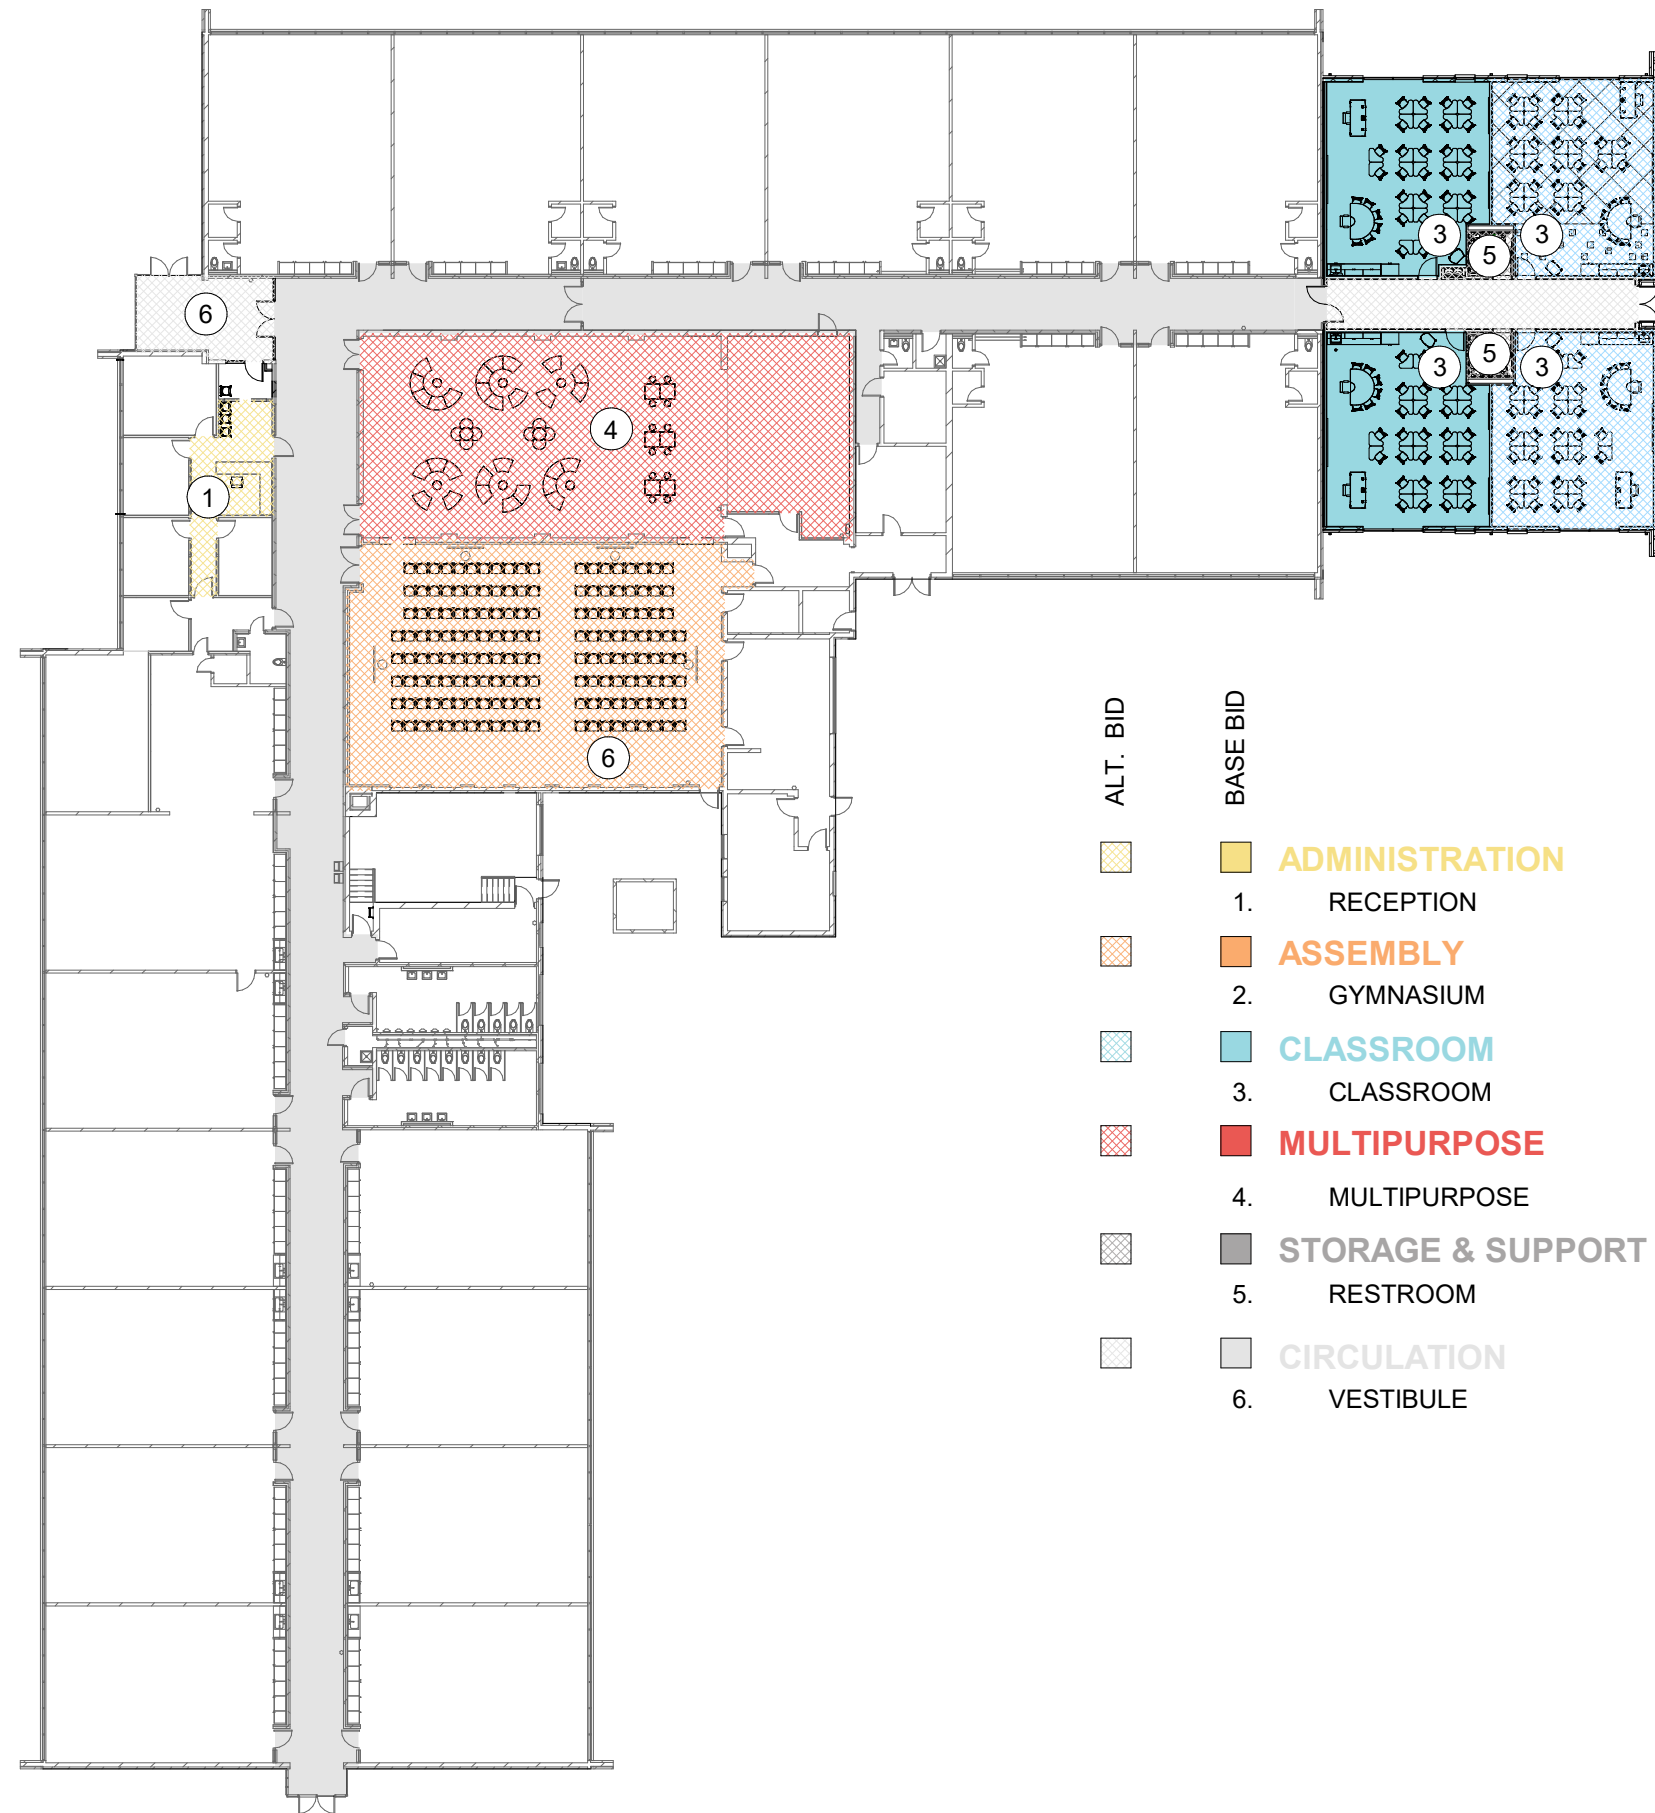 3
5
3
6
3
5
3
4
1
6
ALT. BID
BASE BID
ADMINISTRATION
1. RECEPTION
ASSEMBLY
2. GYMNASIUM
CLASSROOM
3. CLASSROOM
MULTIPURPOSE
4. MULTIPURPOSE
STORAGE & SUPPORT
5. RESTROOM
CIRCULATION
6. VESTIBULE